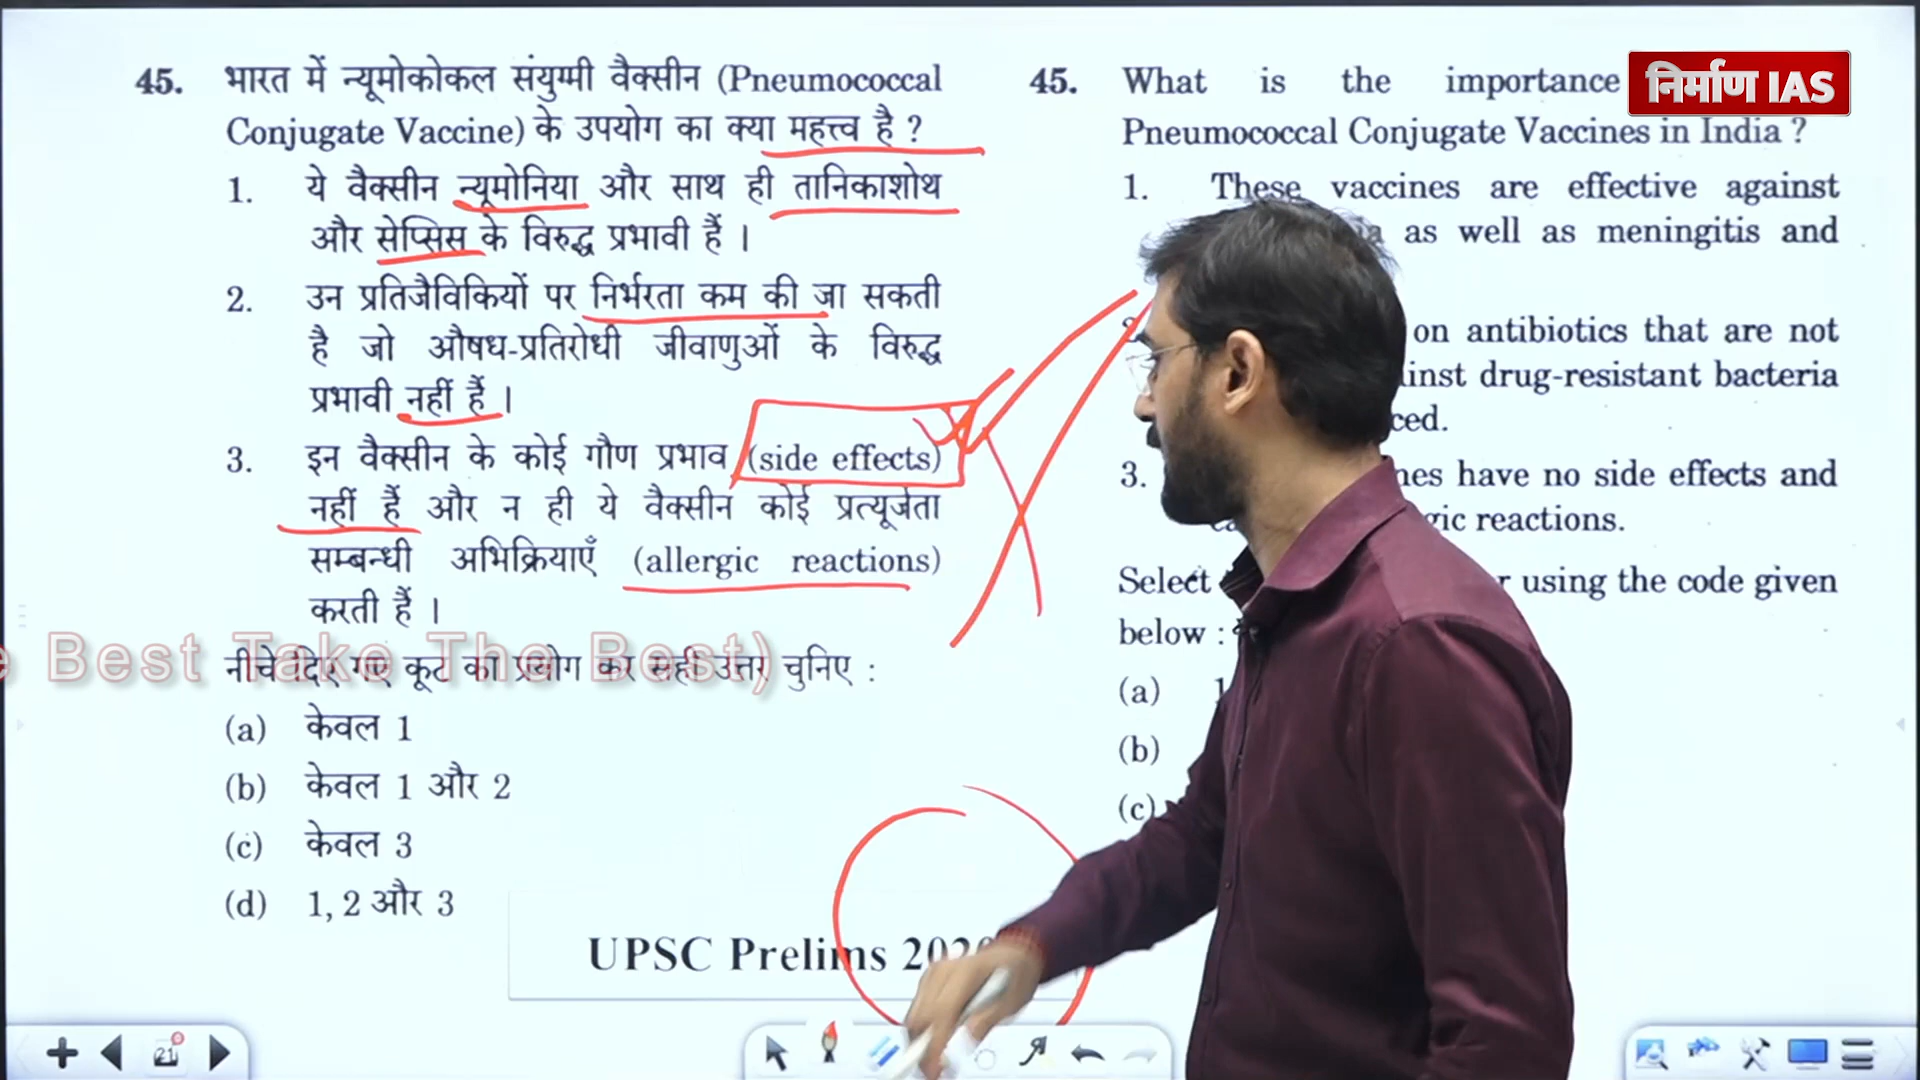 निर्माण IAS
45. भारत में न्यूमोकोकल संयुग्मी वैक्सीन (Pneumococcal
Conjugate Vaccine) के उपयोग का क्या महत्त्व है ?
1. ये वैक्सीन न्यूमोनिया और साथ ही तानिकाशोथ
और सेप्सिस के विरुद्ध प्रभावी हैं ।
2. उन प्रतिजैविकियों पर निर्भरता कम की जा सकती
है जो औषध-प्रतिरोधी जीवाणुओं के विरुद्ध
प्रभावी नहीं हैं ।
3. इन वैक्सीन के कोई गौण प्रभाव (side effects)
नहीं हैं और न ही ये वैक्सीन कोई प्रत्यूर्जता
सम्बन्धी अभिक्रियाएँ (allergic reactions)
करती हैं ।
Best Take The Best)
नीचे दिए गए कूट का प्रयोग कर सही उत्तर चुनिए :
(a) केवल 1
(b) केवल 1 और 2
(c) केवल 3
(d) 1, 2 और 3
UPSC Prelims
45. What is the importance
Pneumococcal Conjugate Vaccines in India ?
1. These vaccines are effective against
as well as meningitis and
on antibiotics that are not
drug-resistant bacteria
3. have no side effects and
reactions.
Select using the code given
below :
(a)
(b)
(c)
21